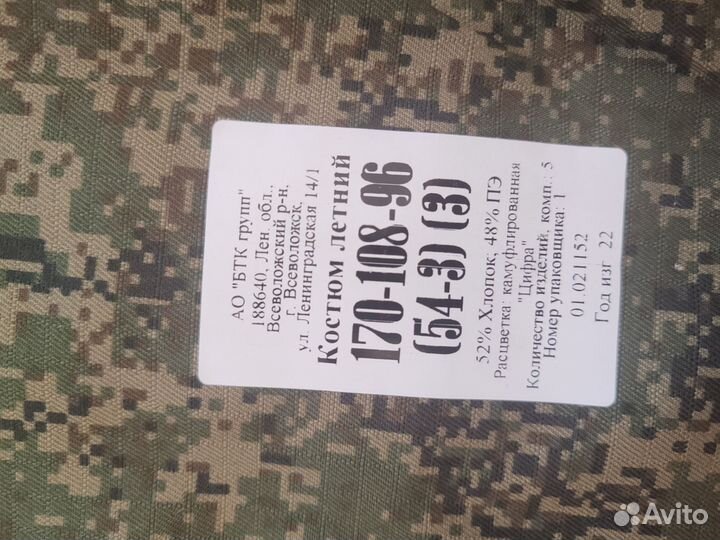 АО "БТК групп"
188640, Лен. обл.,
Всеволожский р-н,
г. Всеволожск,
ул. Ленинградская 14/1
Костюм летний
170-108-96
(54-3) (3)
52% Хлопок; 48% ПЭ
Расцветка: камуфлированная
"Цифра"
Количество изделий, комп.: 5
Номер упаковщика: 1
01.021152
Год изг 22
Avito